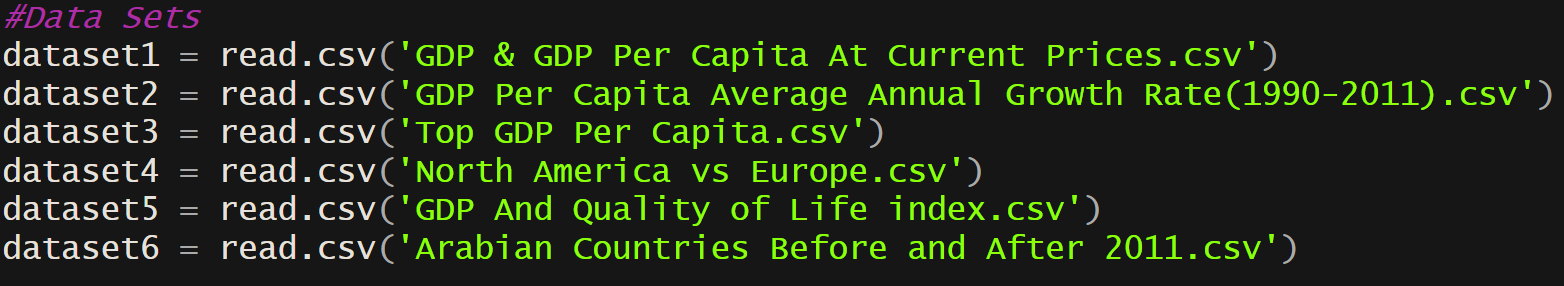 #Data Sets
dataset1 = read.csv('GDP & GDP Per Capita At Current Prices.csv')
dataset2 = read.csv('GDP Per Capita Average Annual Growth Rate(1990-2011).csv')
dataset3 = read.csv('Top GDP Per Capita.csv')
dataset4 = read.csv('North America vs Europe.csv')
dataset5 = read.csv('GDP And Quality of Life index.csv')
dataset6 = read.csv('Arabian Countries Before and After 2011.csv')